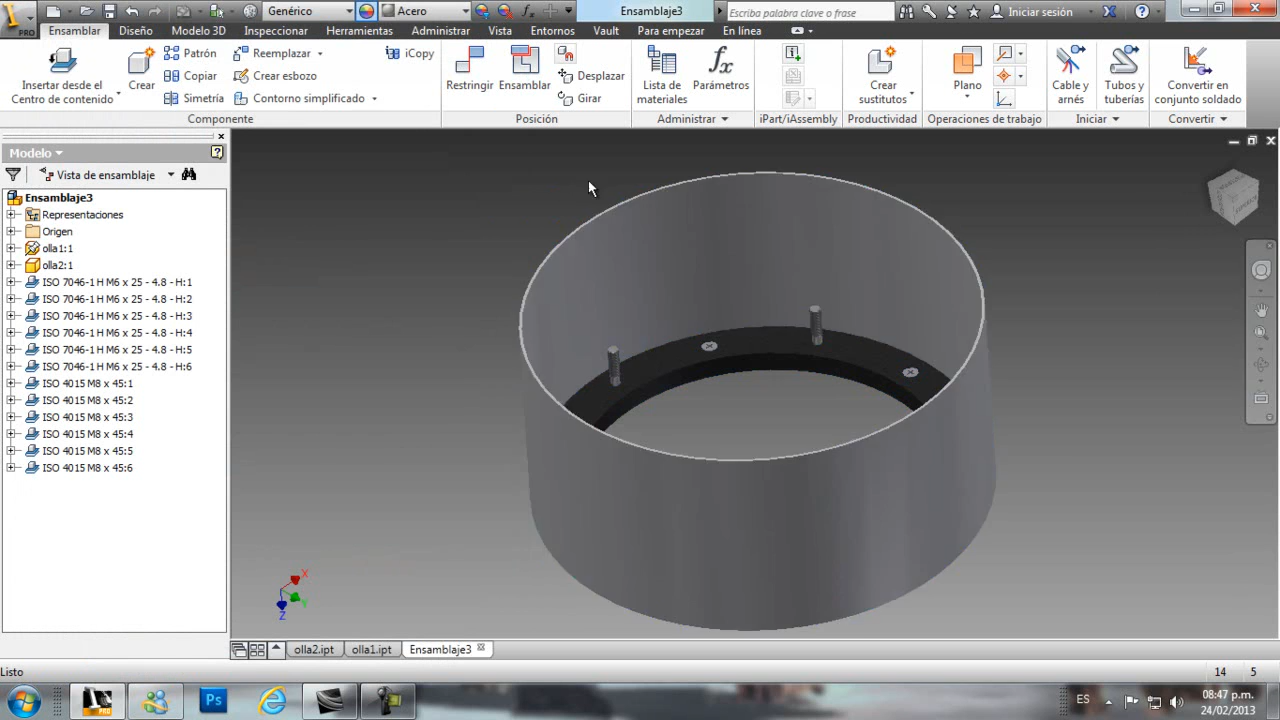 Genérico
Acero
Ensamblaje3
Escriba palabra clave o frase
Iniciar sesión
PRO
Ensamblar
Diseño
Modelo 3D
Inspeccionar
Herramientas
Administrar
Vista
Entornos
Vault
Para empezar
En línea
Insertar desde el
Centro de contenido
Crear
Patrón
Copiar
Simetría
Reemplazar
Crear esbozo
Contorno simplificado
iCopy
Restringir
Ensamblar
Desplazar
Girar
Lista de
materiales
Parámetros
Crear
sustitutos
Plano
Cable y
arnés
Tubos y
tuberías
Convertir en
conjunto soldado
Componente
Posición
Administrar
iPart/iAssembly
Productividad
Operaciones de trabajo
Iniciar
Convertir
Modelo
Vista de ensamblaje
Ensamblaje3
Representaciones
Origen
olla1:1
olla2:1
ISO 7046-1 H M6 x 25 - 4.8 - H:1
ISO 7046-1 H M6 x 25 - 4.8 - H:2
ISO 7046-1 H M6 x 25 - 4.8 - H:3
ISO 7046-1 H M6 x 25 - 4.8 - H:4
ISO 7046-1 H M6 x 25 - 4.8 - H:5
ISO 7046-1 H M6 x 25 - 4.8 - H:6
ISO 4015 M8 x 45:1
ISO 4015 M8 x 45:2
ISO 4015 M8 x 45:3
ISO 4015 M8 x 45:4
ISO 4015 M8 x 45:5
ISO 4015 M8 x 45:6
X
Y
Z
olla2.ipt
olla1.ipt
Ensamblaje3
Listo
14
5
PRO
Ps
ES
08:47 p.m.
24/02/2013